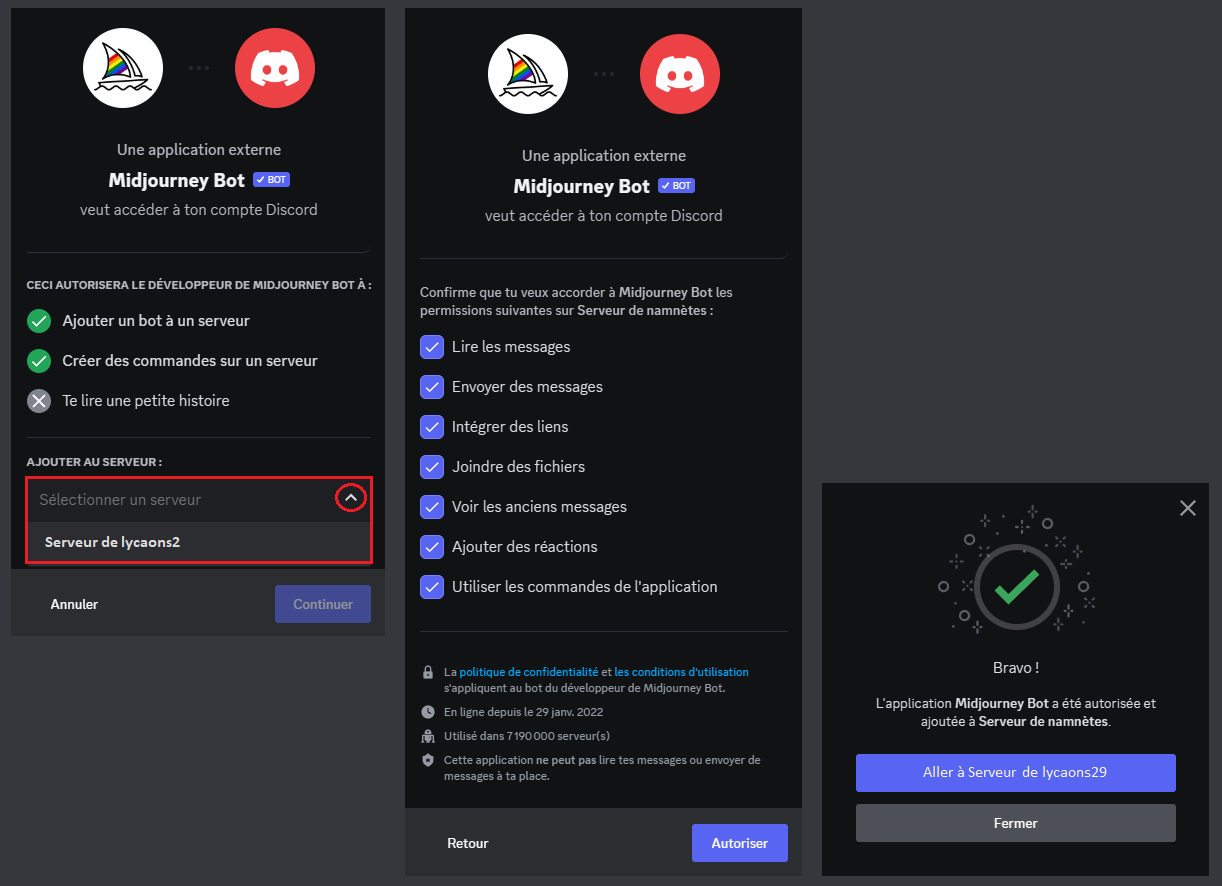 Une application externe
Midjourney Bot BOT
veut accéder à ton compte Discord
CECI AUTORISERA LE DÉVELOPPEUR DE MIDJOURNEY BOT À :
Ajouter un bot à un serveur
Créer des commandes sur un serveur
Te lire une petite histoire
AJOUTER AU SERVEUR :
Sélectionner un serveur
Serveur de lycaons2
Annuler
Continuer
Une application externe
Midjourney Bot BOT
veut accéder à ton compte Discord
Confirme que tu veux accorder à Midjourney Bot les
permissions suivantes sur Serveur de namnètes :
Lire les messages
Envoyer des messages
Intégrer des liens
Joindre des fichiers
Voir les anciens messages
Ajouter des réactions
Utiliser les commandes de l'application
La politique de confidentialité et les conditions d'utilisation
s'appliquent au bot du développeur de Midjourney Bot.
En ligne depuis le 29 janv. 2022
Utilisé dans 7 190 000 serveur(s)
Cette application ne peut pas lire tes messages ou envoyer de
messages à ta place.
Retour
Autoriser
Bravo !
L'application Midjourney Bot a été autorisée et
ajoutée à Serveur de namnètes.
Aller à Serveur de lycaons29
Fermer